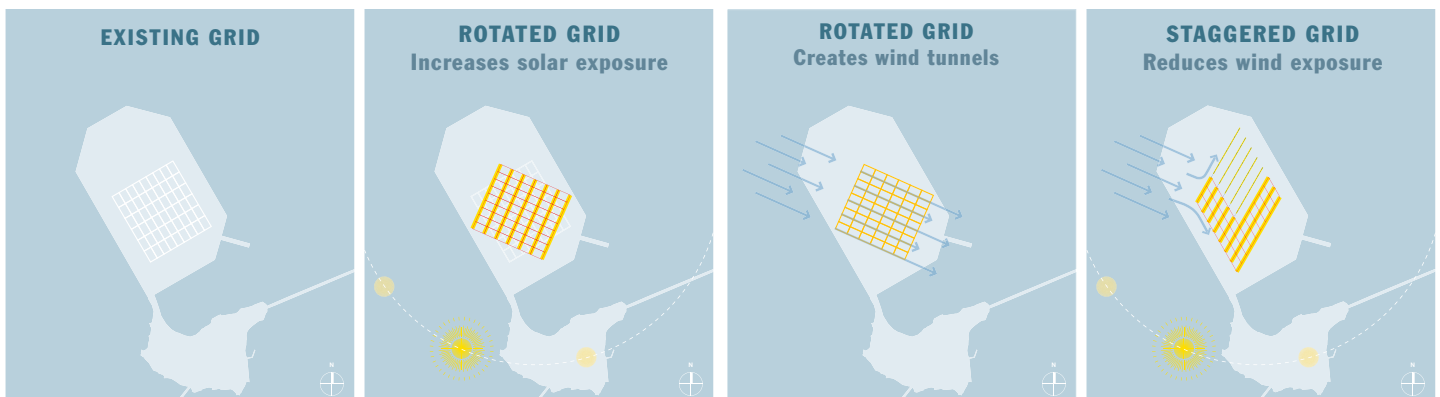 EXISTING GRID
ROTATED GRID
Increases solar exposure
ROTATED GRID
Creates wind tunnels
STAGGERED GRID
Reduces wind exposure
N
N
N
N